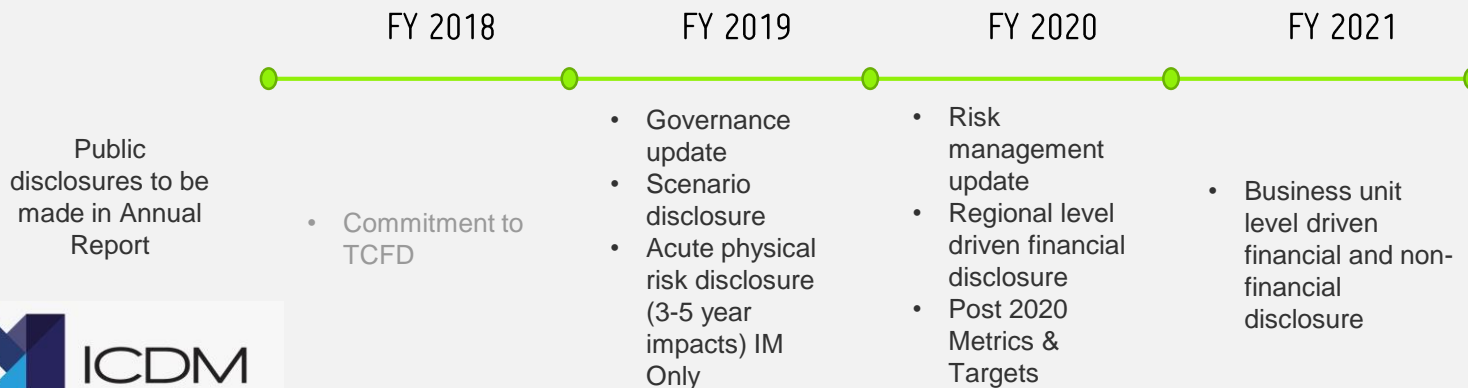 FY 2018
FY 2019
FY 2020
FY 2021
Public
disclosures to be
made in Annual
Report
• Commitment to
TCFD
• Governance
update
• Scenario
disclosure
• Acute physical
risk disclosure
(3-5 year
impacts) IM
Only
• Risk
management
update
• Regional level
driven financial
disclosure
• Post 2020
Metrics &
Targets
• Business unit
level driven
financial and non-
financial
disclosure
ICDM